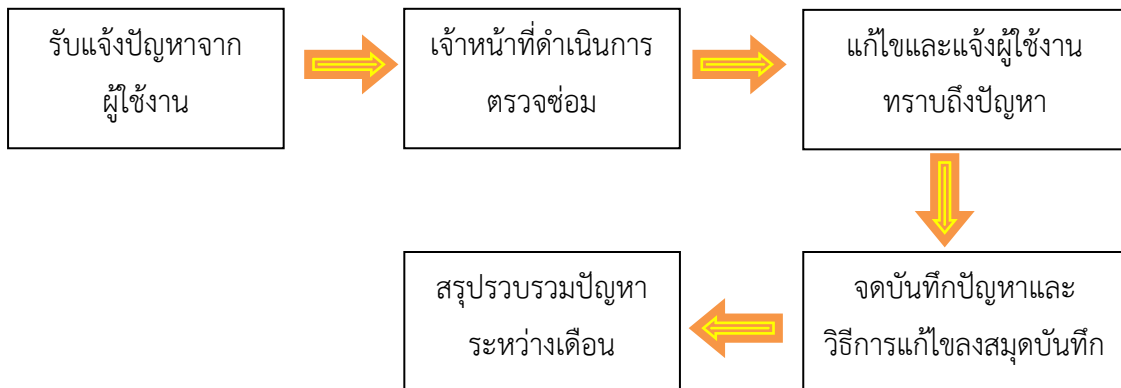 รับแจ้งปัญหาจาก
ผู้ใช้งาน
เจ้าหน้าที่ดำเนินการ
ตรวจซ่อม
แก้ไขและแจ้งผู้ใช้งาน
ทราบถึงปัญหา
จดบันทึกปัญหาและ
วิธีการแก้ไขลงสมุดบันทึก
สรุปรวบรวมปัญหา
ระหว่างเดือน